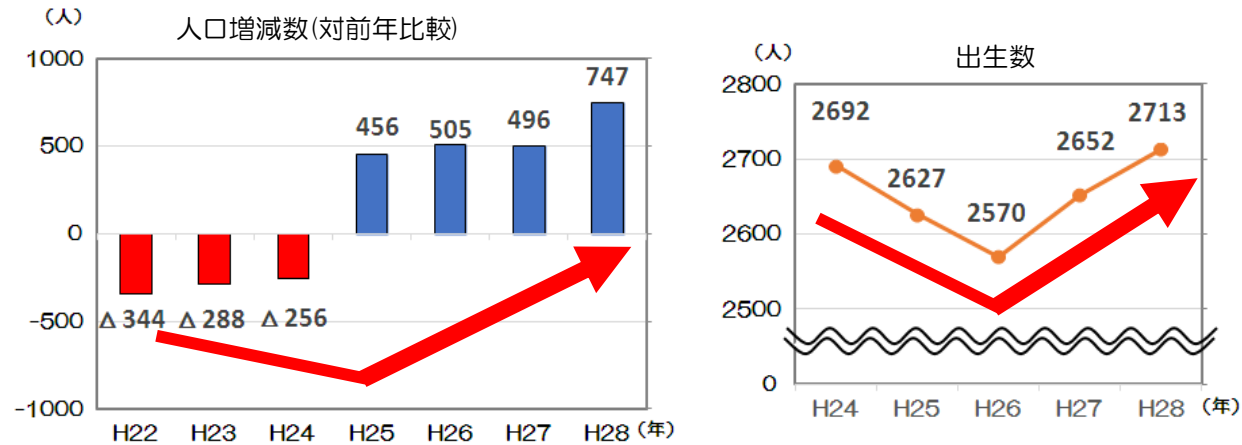 （人）
人口増減数(対前年比較)
1000
500
0
-500
-1000
456
505
496
747
△ 344
△ 288
△ 256
H22
H23
H24
H25
H26
H27
H28
（年）
（人）
出生数
2800
2700
2600
2500
0
2692
2627
2570
2652
2713
H24
H25
H26
H27
H28
（年）